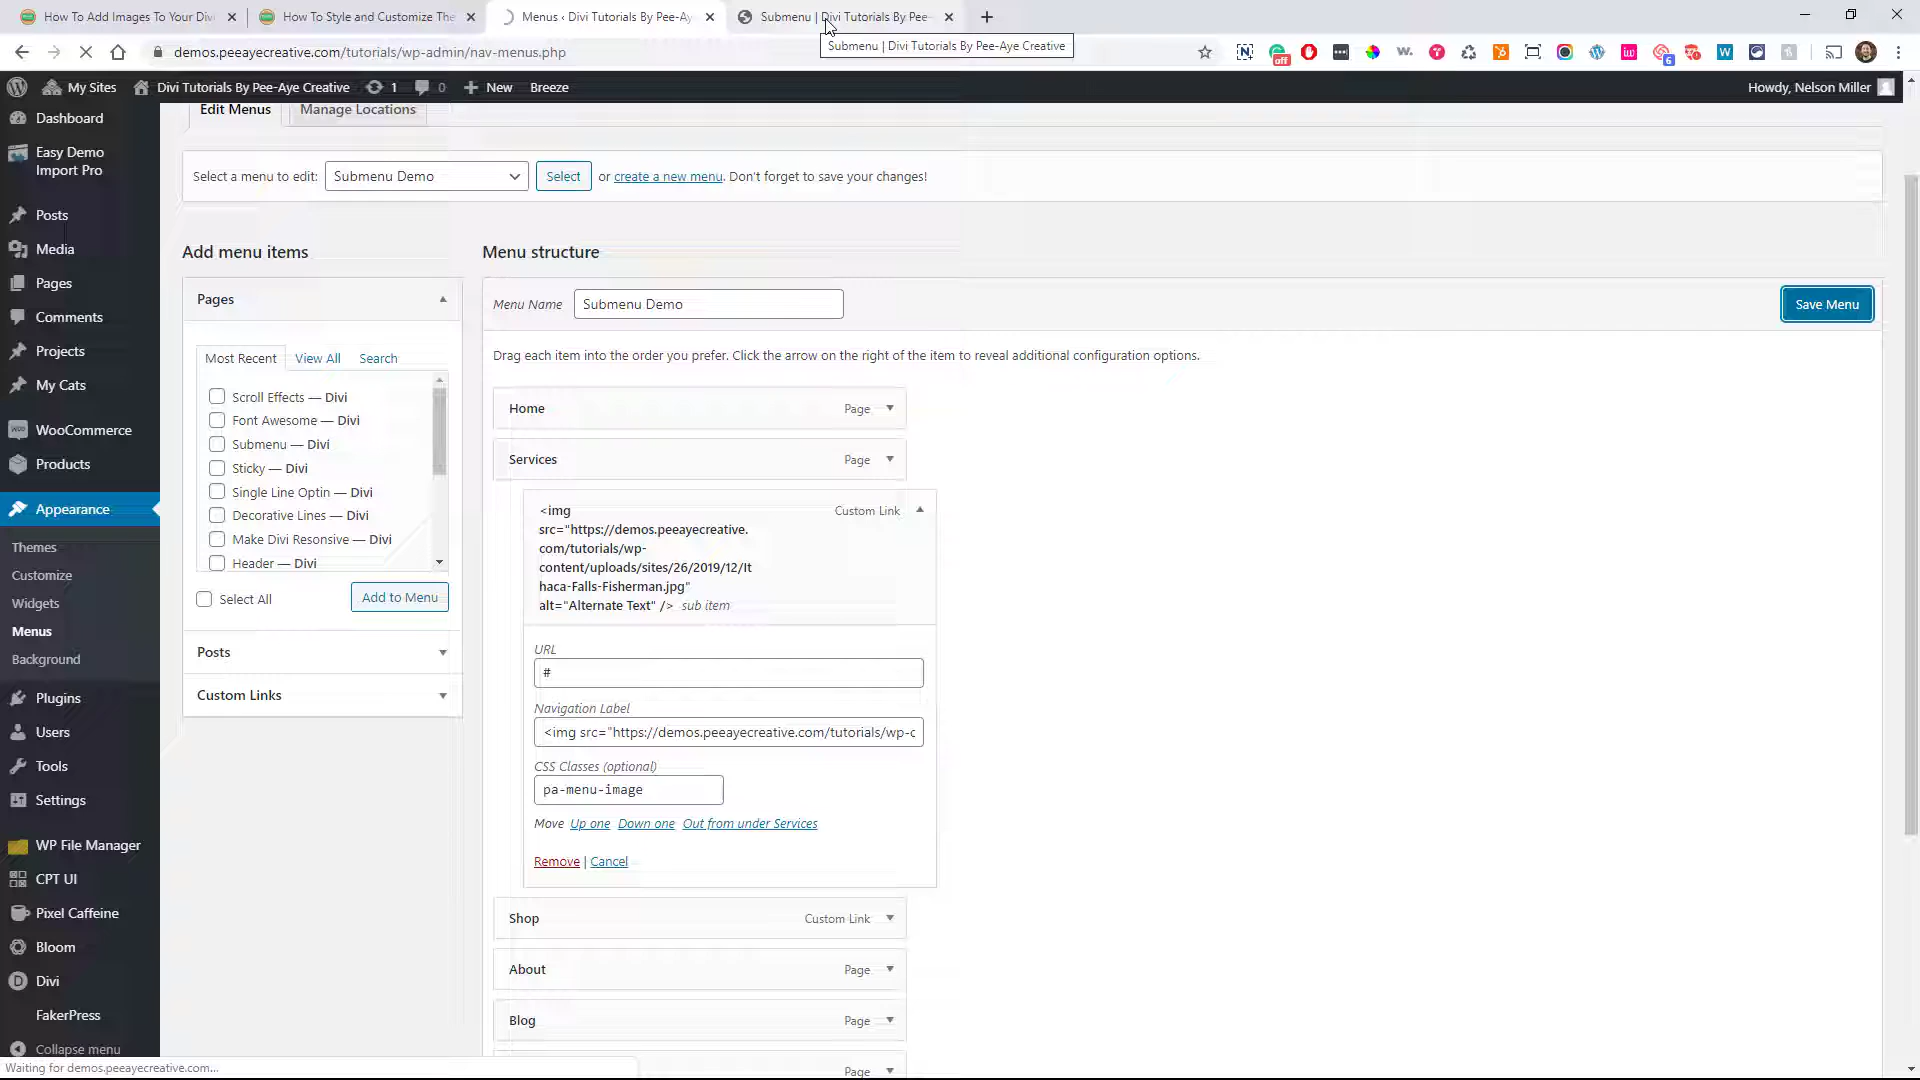 How To Add Images To Your Div
How To Style and Customize The
Menus ‹ Divi Tutorials By Pee-Ay
Submenu | Divi Tutorials By Pee-
Submenu | Divi Tutorials By Pee-Aye Creative
demos.peeayecreative.com/tutorials/wp-admin/nav-menus.php
off
6
My Sites
Divi Tutorials By Pee-Aye Creative
1
0
New
Breeze
Howdy, Nelson Miller
Dashboard
Easy Demo
Import Pro
Posts
Media
Pages
Comments
Projects
My Cats
WooCommerce
Products
Appearance
Themes
Customize
Widgets
Menus
Background
Plugins
Users
Tools
Settings
WP File Manager
CPT UI
Pixel Caffeine
Bloom
Divi
FakerPress
Collapse menu
Edit Menus
Manage Locations
Select a menu to edit:
Submenu Demo
Select
or create a new menu. Don't forget to save your changes!
Add menu items
Pages
Most Recent
View All
Search
Scroll Effects — Divi
Font Awesome — Divi
Submenu — Divi
Sticky — Divi
Single Line Optin — Divi
Decorative Lines — Divi
Make Divi Resonsive — Divi
Header — Divi
Select All
Add to Menu
Posts
Custom Links
Menu structure
Menu Name
Submenu Demo
Save Menu
Drag each item into the order you prefer. Click the arrow on the right of the item to reveal additional configuration options.
Home
Page
Services
Page
<img
src="https://demos.peeayecreative.
com/tutorials/wp-
content/uploads/sites/26/2019/12/It
haca-Falls-Fisherman.jpg"
alt="Alternate Text" /> sub item
Custom Link
URL
#
Navigation Label
<img src="https://demos.peeayecreative.com/tutorials/wp-c
CSS Classes (optional)
pa-menu-image
Move Up one Down one Out from under Services
Remove | Cancel
Shop
Custom Link
About
Page
Blog
Page
Page
Waiting for demos.peeayecreative.com...